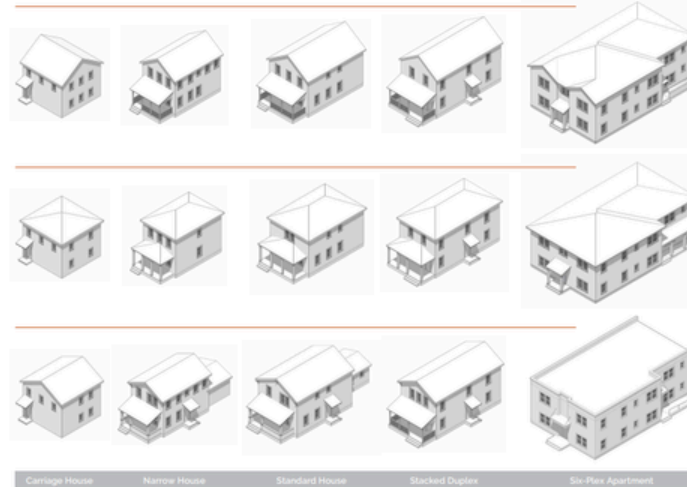 Carriage House
Narrow House
Standard House
Stacked Duplex
Six-Plex Apartment